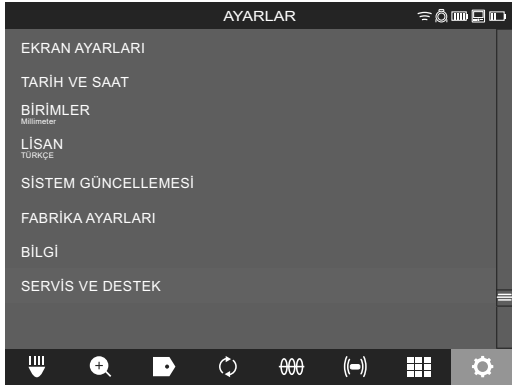 AYARLAR
EKRAN AYARLARI
TARİH VE SAAT
BİRİMLER
Millimeter
LİSAN
TÜRKÇE
SİSTEM GÜNCELLEMESİ
FABRİKA AYARLARI
BİLGİ
SERVİS VE DESTEK